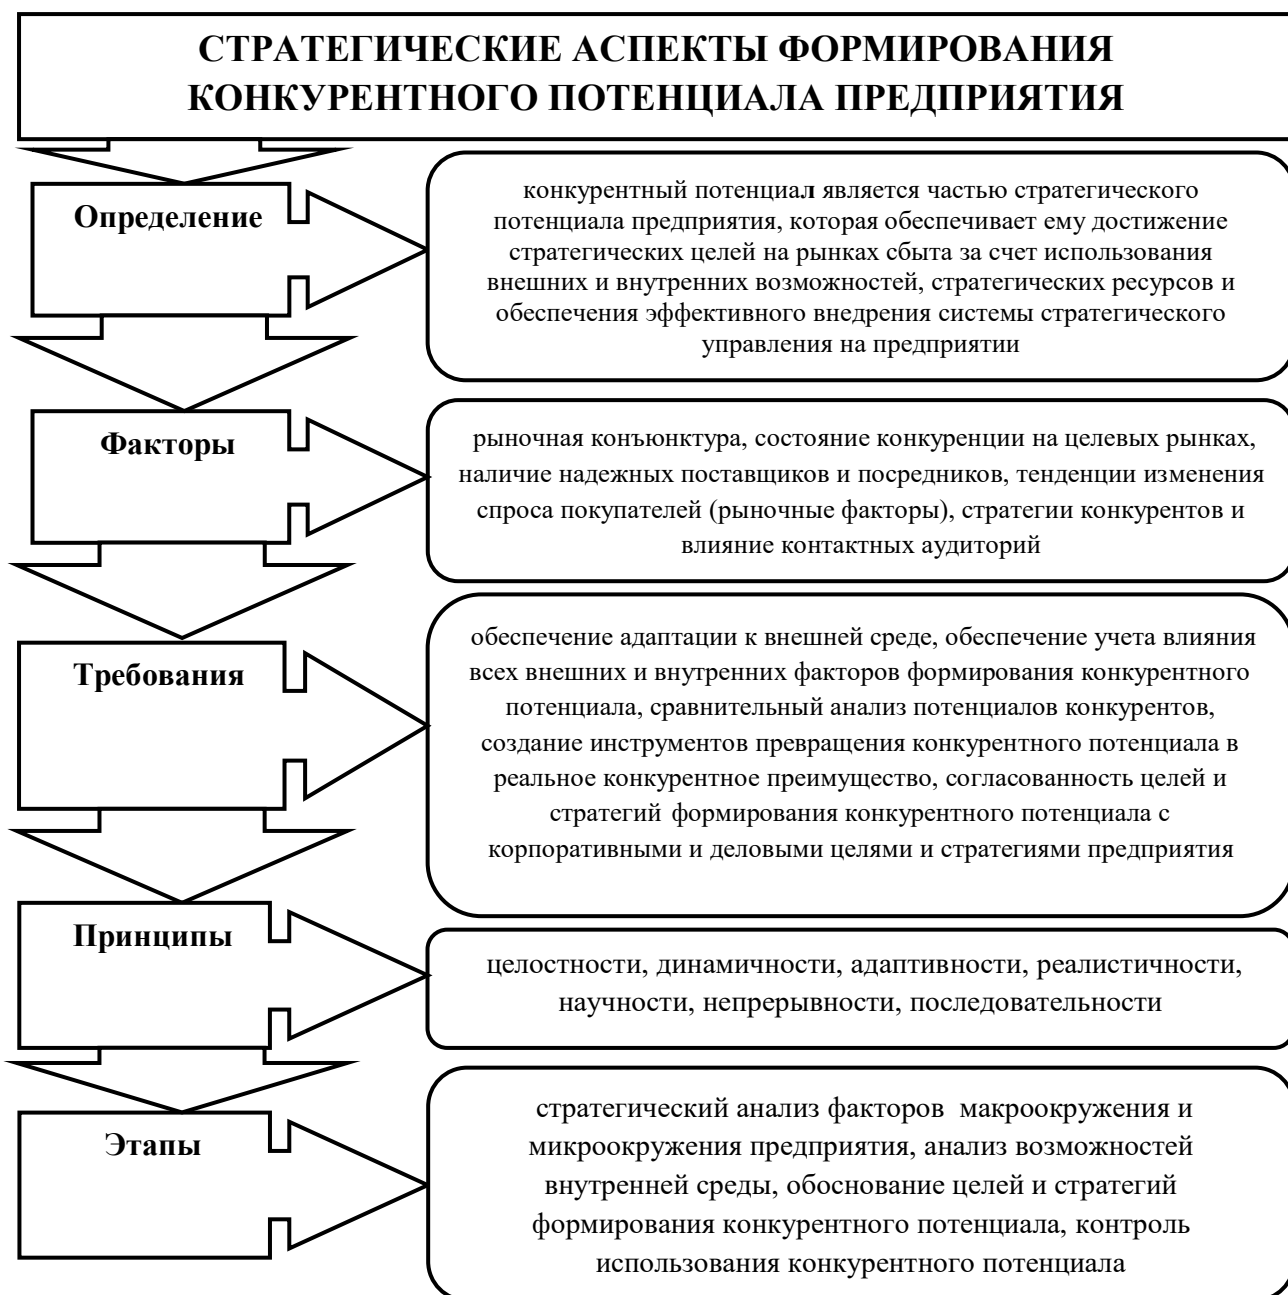 СТРАТЕГИЧЕСКИЕ АСПЕКТЫ ФОРМИРОВАНИЯ
КОНКУРЕНТНОГО ПОТЕНЦИАЛА ПРЕДПРИЯТИЯ
Определение
конкурентный потенциал является частью стратегического
потенциала предприятия, которая обеспечивает ему достижение
стратегических целей на рынках сбыта за счет использования
внешних и внутренних возможностей, стратегических ресурсов и
обеспечения эффективного внедрения системы стратегического
управления на предприятии
Факторы
рыночная конъюнктура, состояние конкуренции на целевых рынках,
наличие надежных поставщиков и посредников, тенденции изменения
спроса покупателей (рыночные факторы), стратегии конкурентов и
влияние контактных аудиторий
Требования
обеспечение адаптации к внешней среде, обеспечение учета влияния
всех внешних и внутренних факторов формирования конкурентного
потенциала, сравнительный анализ потенциалов конкурентов,
создание инструментов превращения конкурентного потенциала в
реальное конкурентное преимущество, согласованность целей и
стратегий формирования конкурентного потенциала с
корпоративными и деловыми целями и стратегиями предприятия
Принципы
целостности, динамичности, адаптивности, реалистичности,
научности, непрерывности, последовательности
Этапы
стратегический анализ факторов макроокружения и
микроокружения предприятия, анализ возможностей
внутренней среды, обоснование целей и стратегий
формирования конкурентного потенциала, контроль
использования конкурентного потенциала